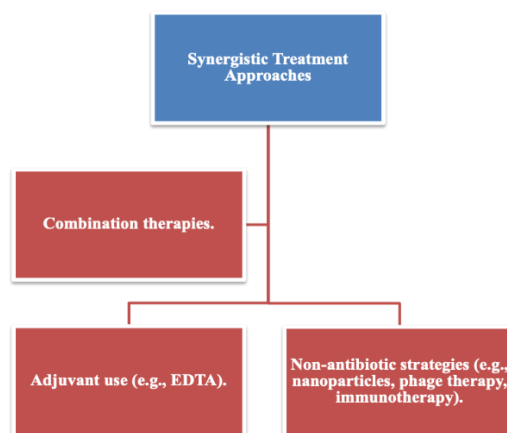 Synergistic Treatment
Approaches
Combination therapies.
Adjuvant use (e.g., EDTA).
Non-antibiotic strategies (e.g.,
nanoparticles, phage therapy,
immunotherapy).